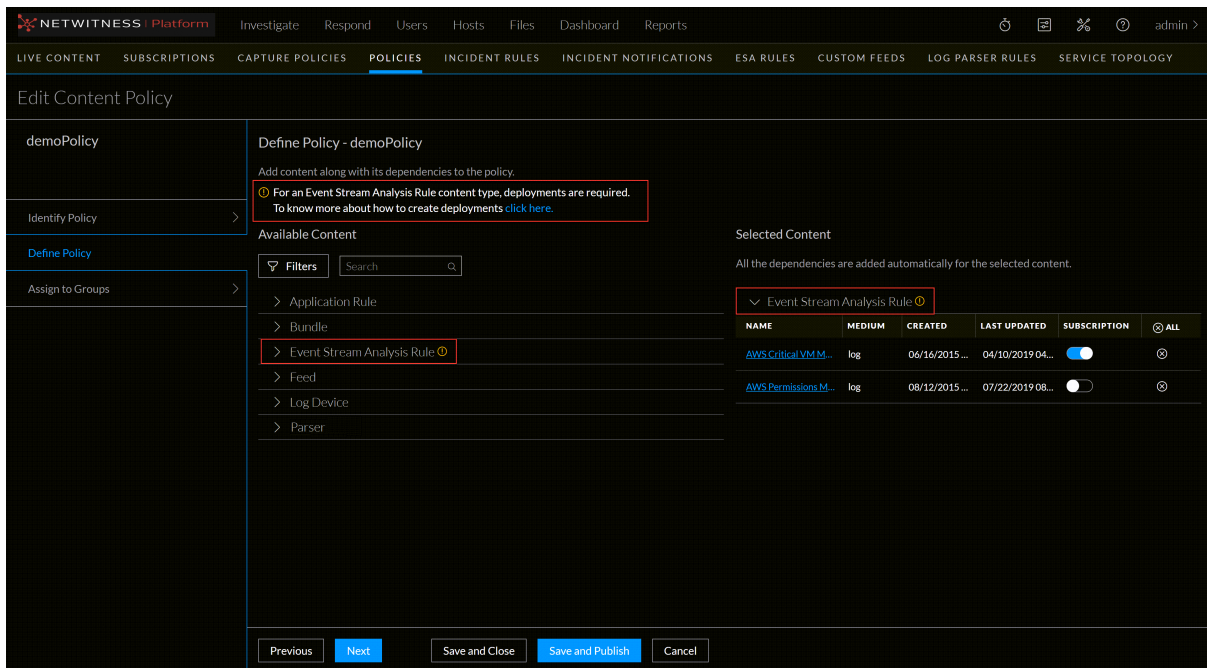 NETWITNESS | Platform Investigate Respond Users Hosts Files Dashboard Reports admin >
LIVE CONTENT SUBSCRIPTIONS CAPTURE POLICIES POLICIES INCIDENT RULES INCIDENT NOTIFICATIONS ESA RULES CUSTOM FEEDS LOG PARSER RULES SERVICE TOPOLOGY
Edit Content Policy
demoPolicy
Identify Policy
Define Policy
Assign to Groups
Define Policy - demoPolicy
Add content along with its dependencies to the policy.
For an Event Stream Analysis Rule content type, deployments are required.
To know more about how to create deployments click here.
Available Content
Filters Search
Application Rule
Bundle
Event Stream Analysis Rule
Feed
Log Device
Parser
Selected Content
All the dependencies are added automatically for the selected content.
Event Stream Analysis Rule
NAME MEDIUM CREATED LAST UPDATED SUBSCRIPTION ALL
AWS Critical VM M... log 06/16/2015 ... 04/10/2019 04...
AWS Permissions M... log 08/12/2015 ... 07/22/2019 08...
Previous Next Save and Close Save and Publish Cancel